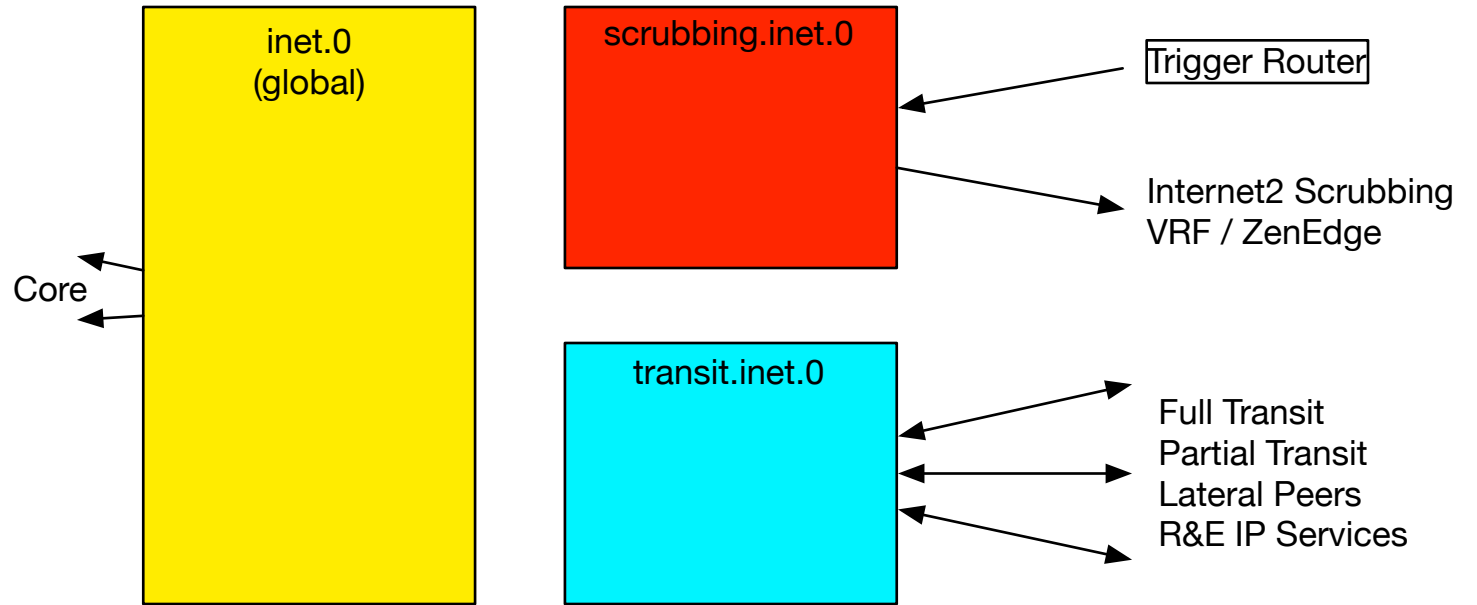 inet.0
(global)
scrubbing.inet.0
Trigger Router
Internet2 Scrubbing
VRF / ZenEdge
Core
transit.inet.0
Full Transit
Partial Transit
Lateral Peers
R&E IP Services